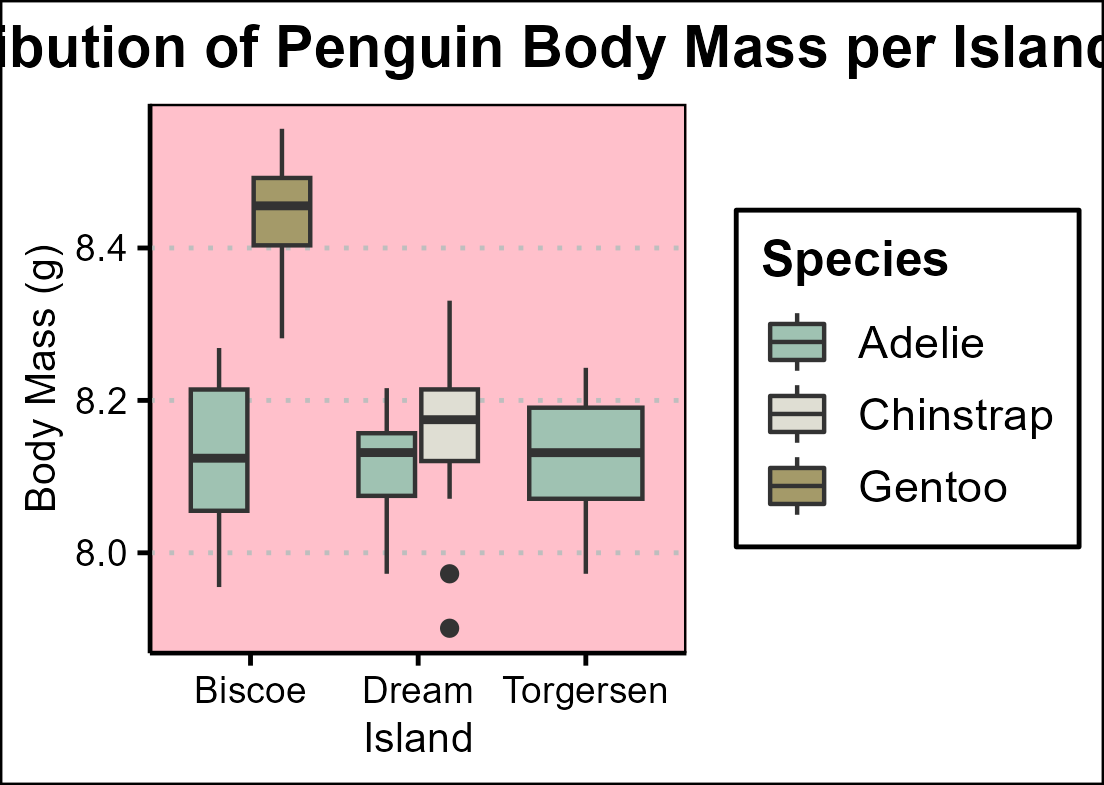 ibution of Penguin Body Mass per Island
Body Mass (g)
8.4
8.2
8.0
Biscoe Dream Torgersen
Island
Species
Adelie
Chinstrap
Gentoo